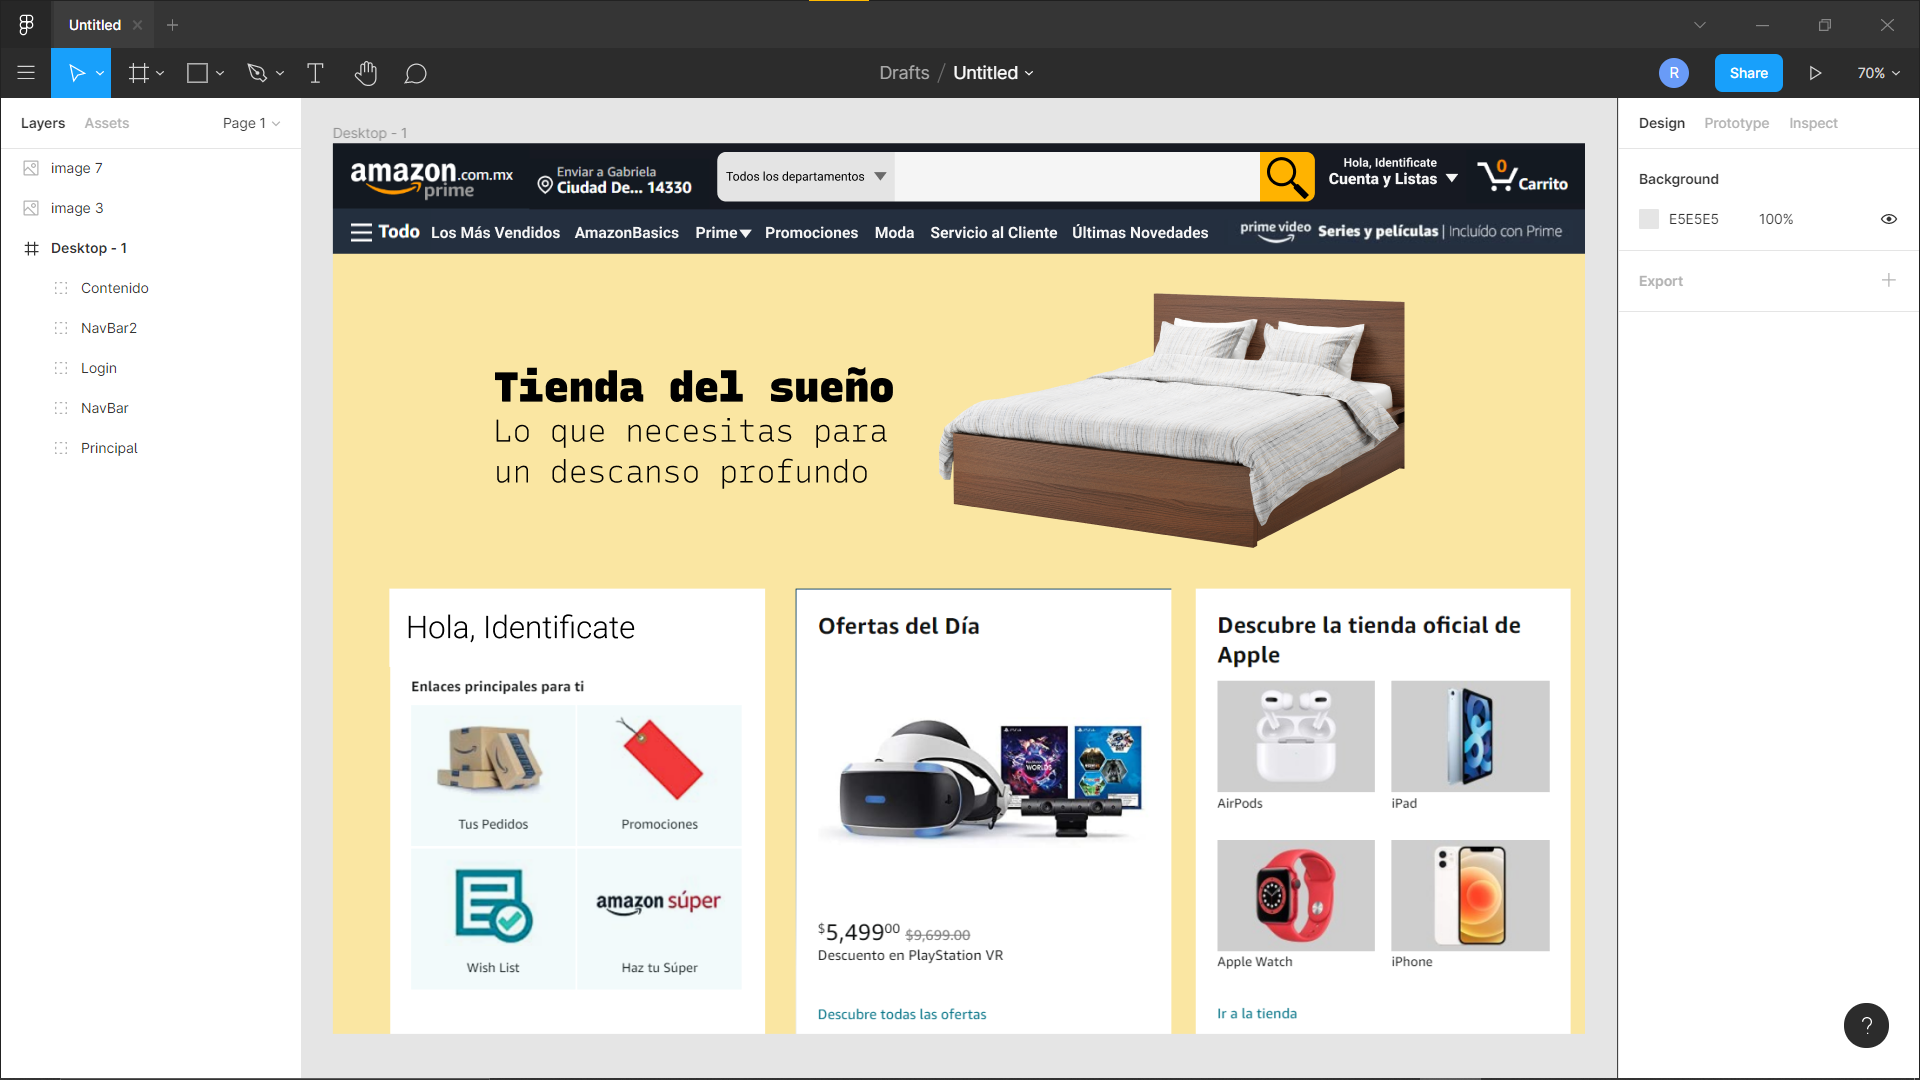 Untitled
Drafts / Untitled
R
Share
70%
Layers
Assets
Page 1
image 7
image 3
Desktop - 1
Contenido
NavBar2
Login
NavBar
Principal
Desktop - 1
amazon.com.mx
prime
Enviar a Gabriela
Ciudad De... 14330
Todos los departamentos
Hola, Identificate
Cuenta y Listas
0
Carrito
Todo
Los Más Vendidos
AmazonBasics
Prime
Promociones
Moda
Servicio al Cliente
Últimas Novedades
prime video
Series y películas | Incluído con Prime
Tienda del sueño
Lo que necesitas para
un descanso profundo
Hola, Identificate
Enlaces principales para ti
Tus Pedidos
Promociones
Wish List
amazon súper
Haz tu Súper
Ofertas del Día
WORLDS
$5,49900 $9,699.00
Descuento en PlayStation VR
Descubre todas las ofertas
Descubre la tienda oficial de
Apple
AirPods
iPad
Apple Watch
iPhone
Ir a la tienda
Design
Prototype
Inspect
Background
E5E5E5
100%
Export
?